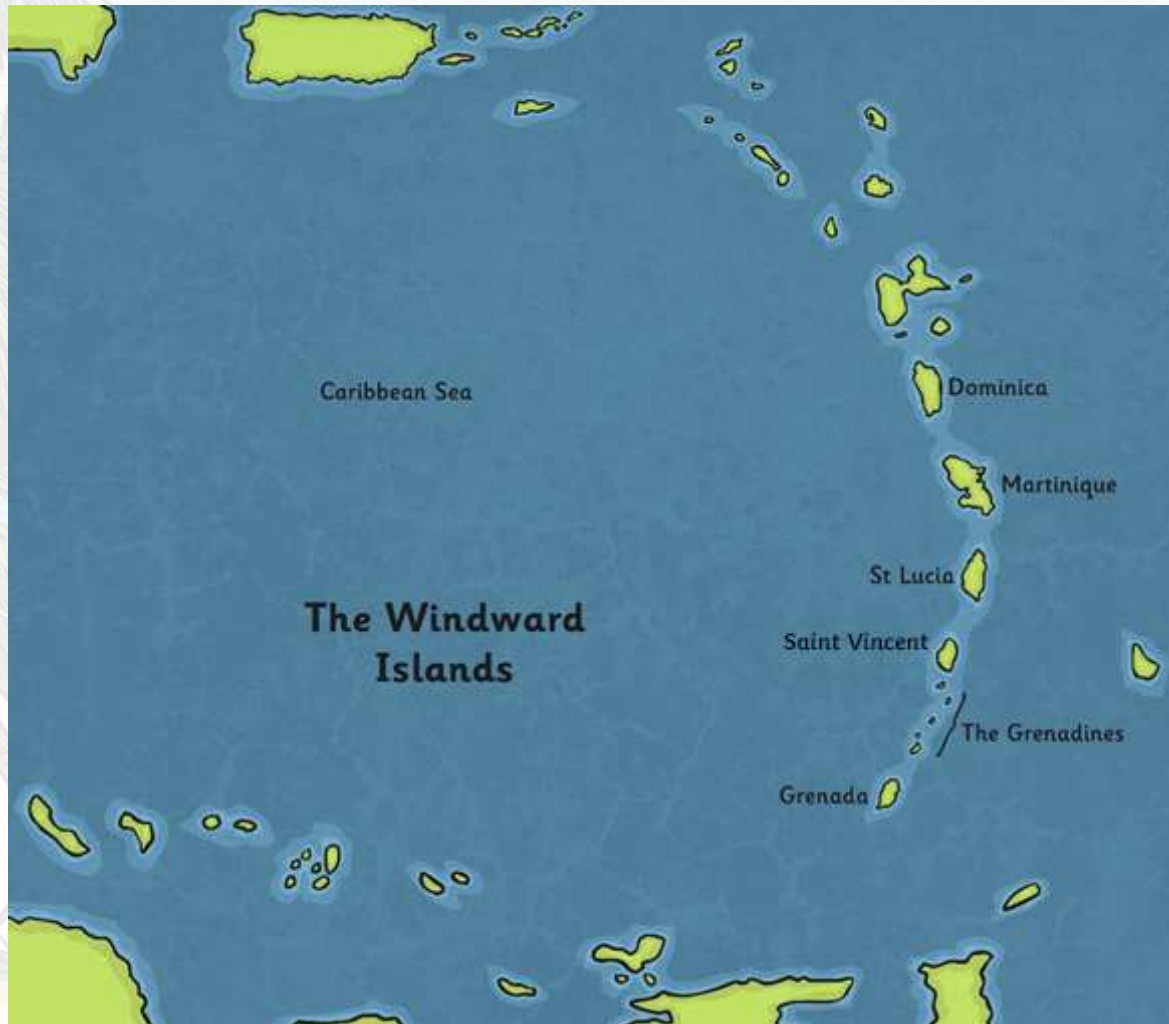 Caribbean Sea
Dominica
Martinique
St Lucia
The Windward
Islands
Saint Vincent
The Grenadines
Grenada